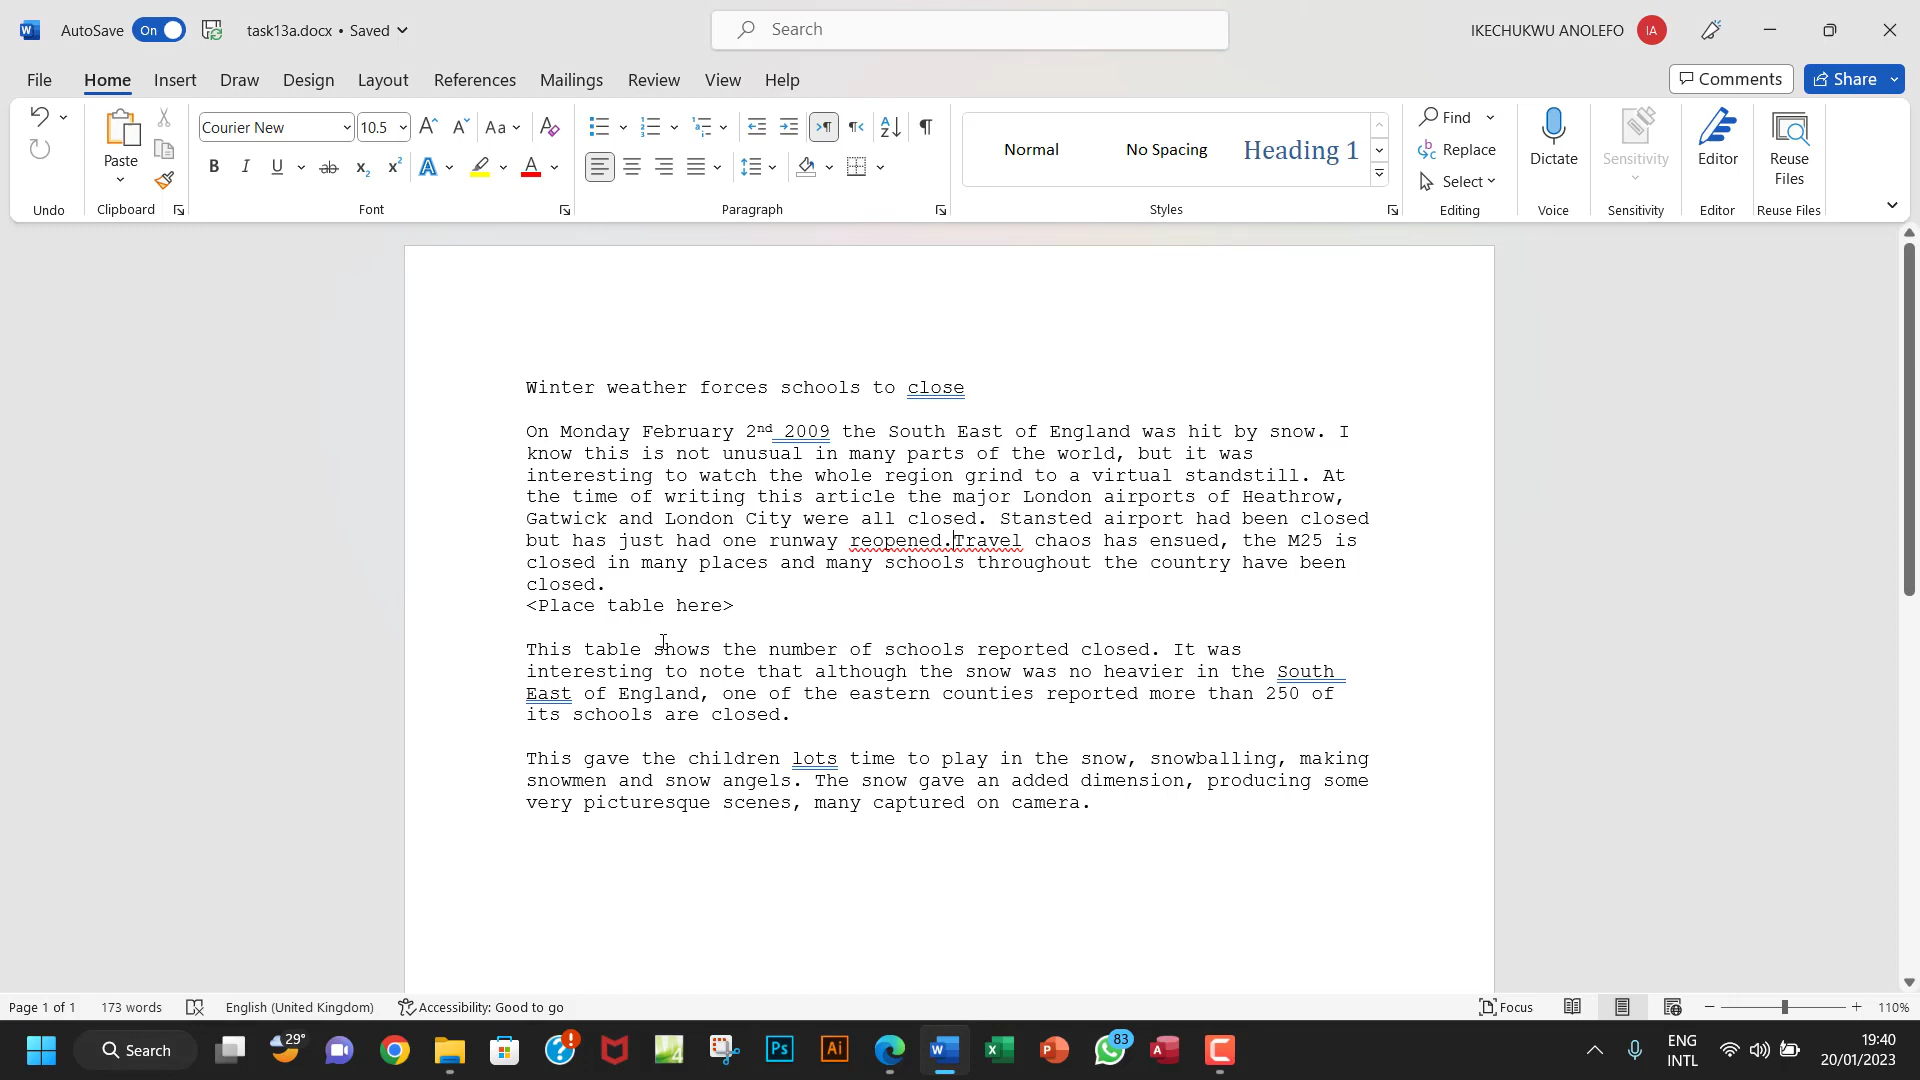 AutoSave On task13a.docx • Saved Search IKECHUKWU ANOLEFO IA
File Home Insert Draw Design Layout References Mailings Review View Help Comments Share
Courier New 10.5 Aa Find
Paste Normal No Spacing Heading 1 Replace Dictate Sensitivity Editor Reuse Files
B I U ab x₂ x² A A Select
Undo Clipboard Font Paragraph Styles Editing Voice Sensitivity Editor Reuse Files
Winter weather forces schools to close
On Monday February 2nd 2009 the South East of England was hit by snow. I
know this is not unusual in many parts of the world, but it was
interesting to watch the whole region grind to a virtual standstill. At
the time of writing this article the major London airports of Heathrow,
Gatwick and London City were all closed. Stansted airport had been closed
but has just had one runway reopened.Travel chaos has ensued, the M25 is
closed in many places and many schools throughout the country have been
closed.
<Place table here>
This table shows the number of schools reported closed. It was
interesting to note that although the snow was no heavier in the South
East of England, one of the eastern counties reported more than 250 of
its schools are closed.
This gave the children lots time to play in the snow, snowballing, making
snowmen and snow angels. The snow gave an added dimension, producing some
very picturesque scenes, many captured on camera.
Page 1 of 1 173 words English (United Kingdom) Accessibility: Good to go Focus 110%
Search 29° Ps Ai 83 ENG 19:40
INTL 20/01/2023